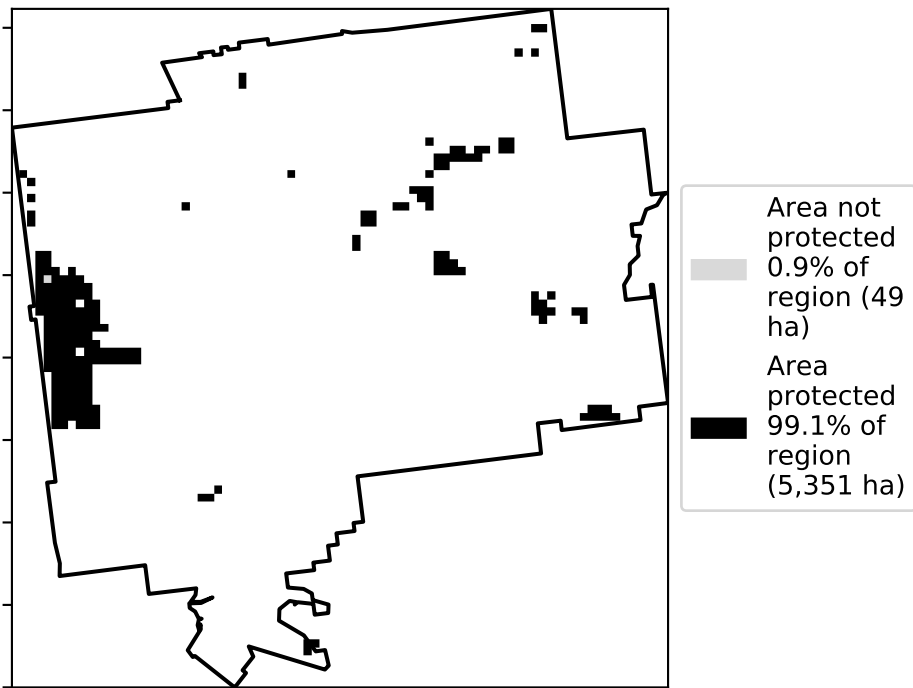 Area not
protected
0.9% of
region (49
ha)
Area
protected
99.1% of
region
(5,351 ha)